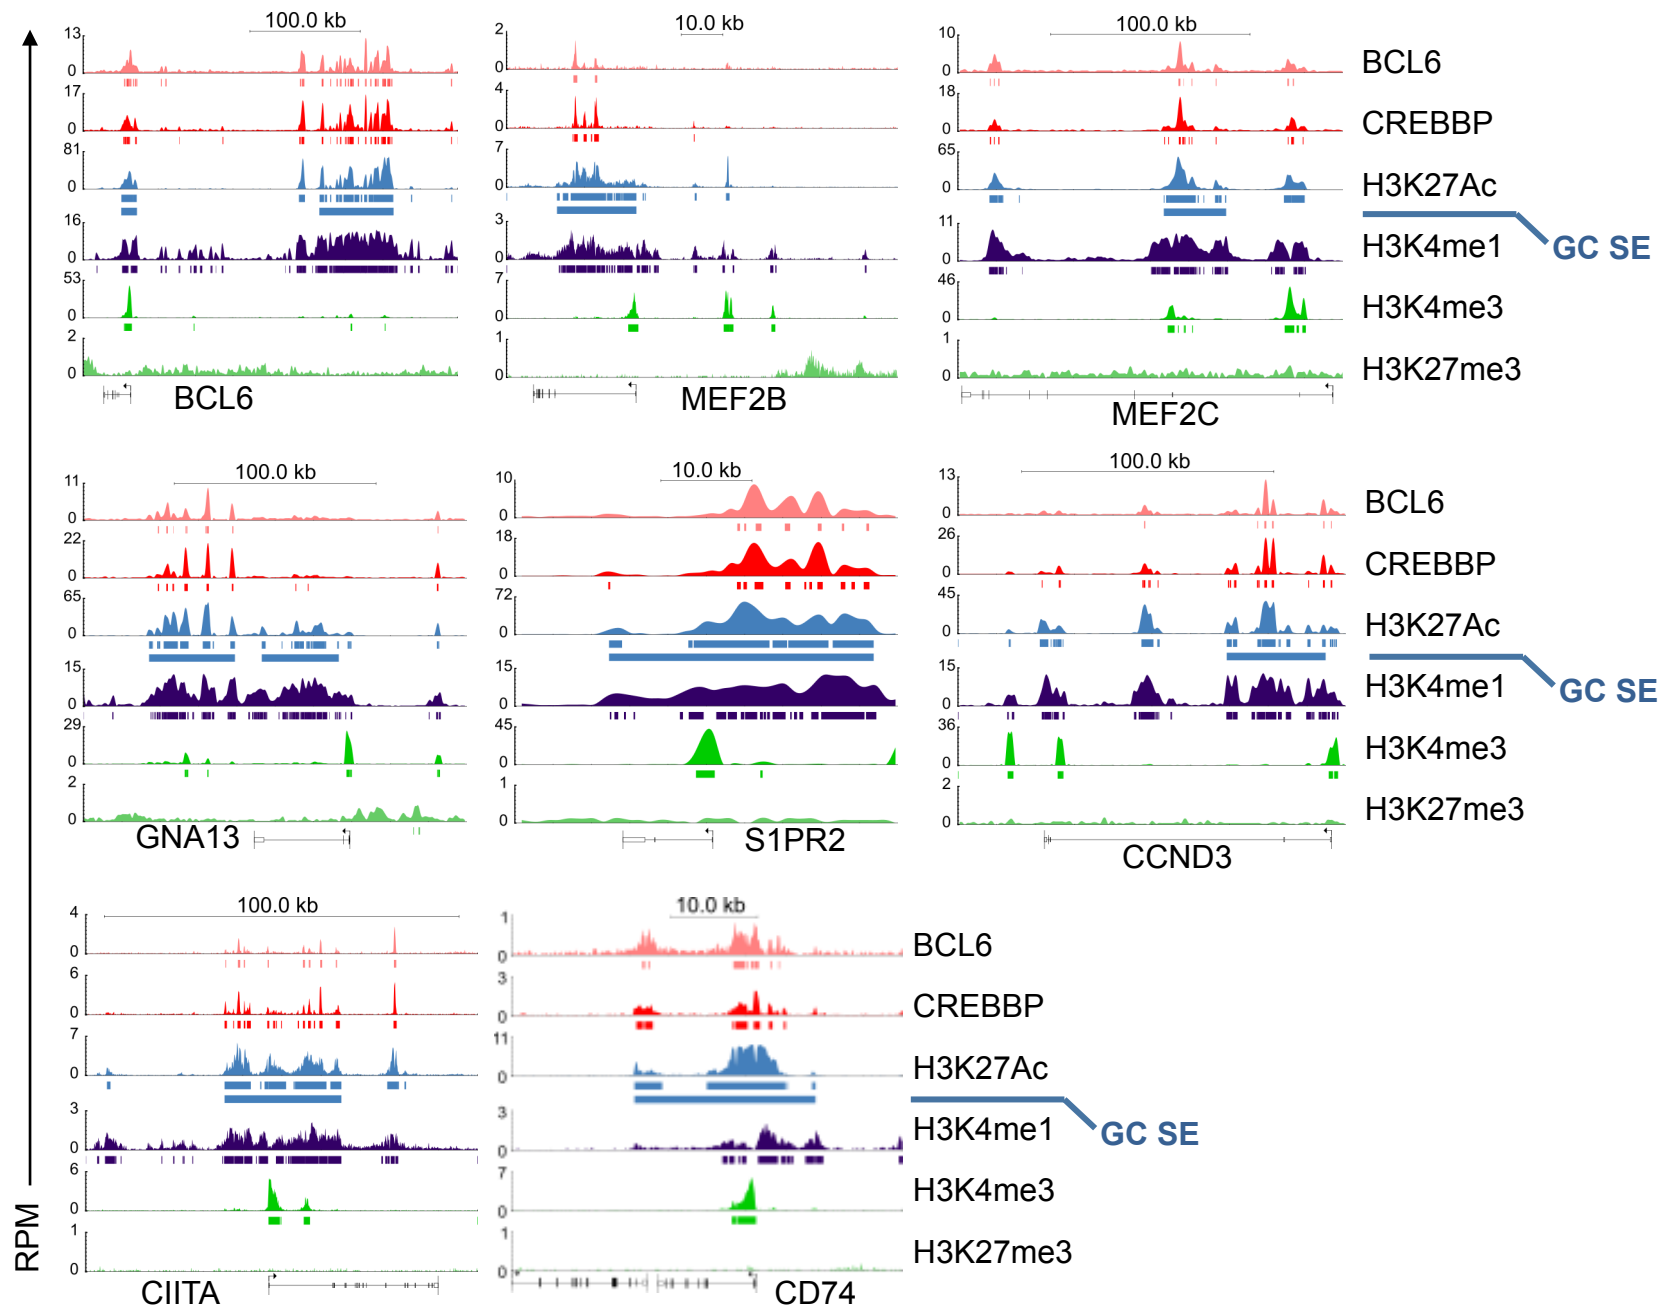 100.0 kb 10.0 kb 100.0 kb
13 2 10
0 0 0 BCL6
17 4 18
0 0 0 CREBBP
81 7 65
0 0 0 H3K27Ac
16 3 11
0 0 0 H3K4me1 GC SE
53 7 46
0 0 0 H3K4me3
2 1 1
0 0 0 H3K27me3
BCL6 MEF2B MEF2C
100.0 kb 10.0 kb 100.0 kb
11 10 13
0 0 0 BCL6
22 18 26
0 0 0 CREBBP
65 72 45
0 0 0 H3K27Ac
15 15 15
0 0 0 H3K4me1 GC SE
29 45 36
0 0 0 H3K4me3
2 1 2
0 0 0 H3K27me3
GNA13 S1PR2 CCND3
100.0 kb 10.0 kb
4 1
0 0 BCL6
6 3
0 0 CREBBP
7 11
0 0 H3K27Ac
3 3
0 0 H3K4me1 GC SE
6 7
0 0 H3K4me3
1 1
0 0 H3K27me3
CIITA CD74
RPM